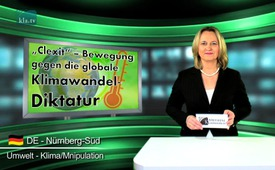 kla.tv
„Clexit“ – Bewegung
gegen die globale
Klimawandel-
Diktatur
DE - Nürnberg-Süd
Umwelt - Klima/Mnipulation